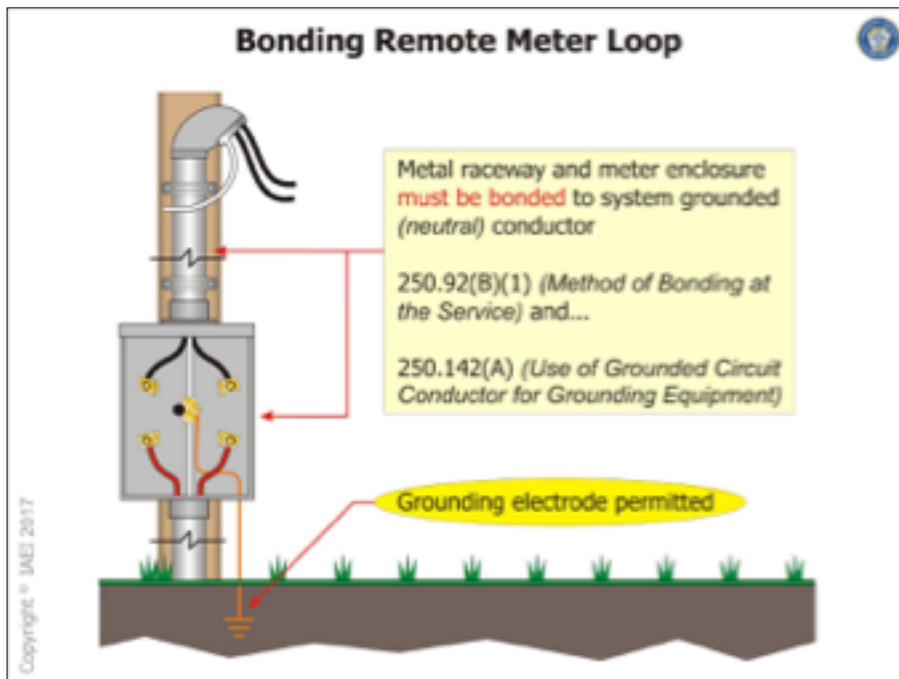 Bonding Remote Meter Loop
Metal raceway and meter enclosure
must be bonded to system grounded
(neutral) conductor
250.92(B)(1) (Method of Bonding at
the Service) and...
250.142(A) (Use of Grounded Circuit
Conductor for Grounding Equipment)
Grounding electrode permitted
Copyright © IAEI 2017